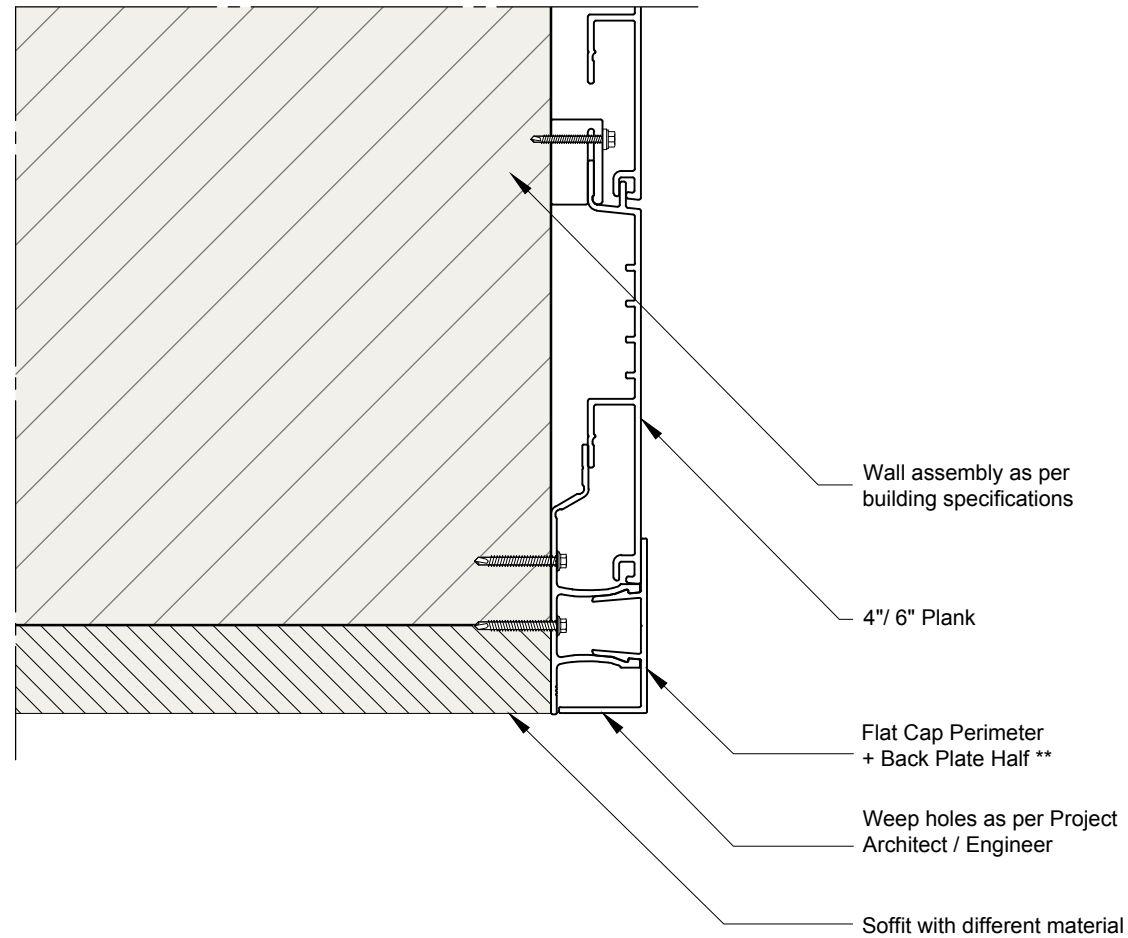 Wall assembly as per
building specifications
4"/ 6" Plank
Flat Cap Perimeter
+ Back Plate Half **
Weep holes as per Project
Architect / Engineer
Soffit with different material